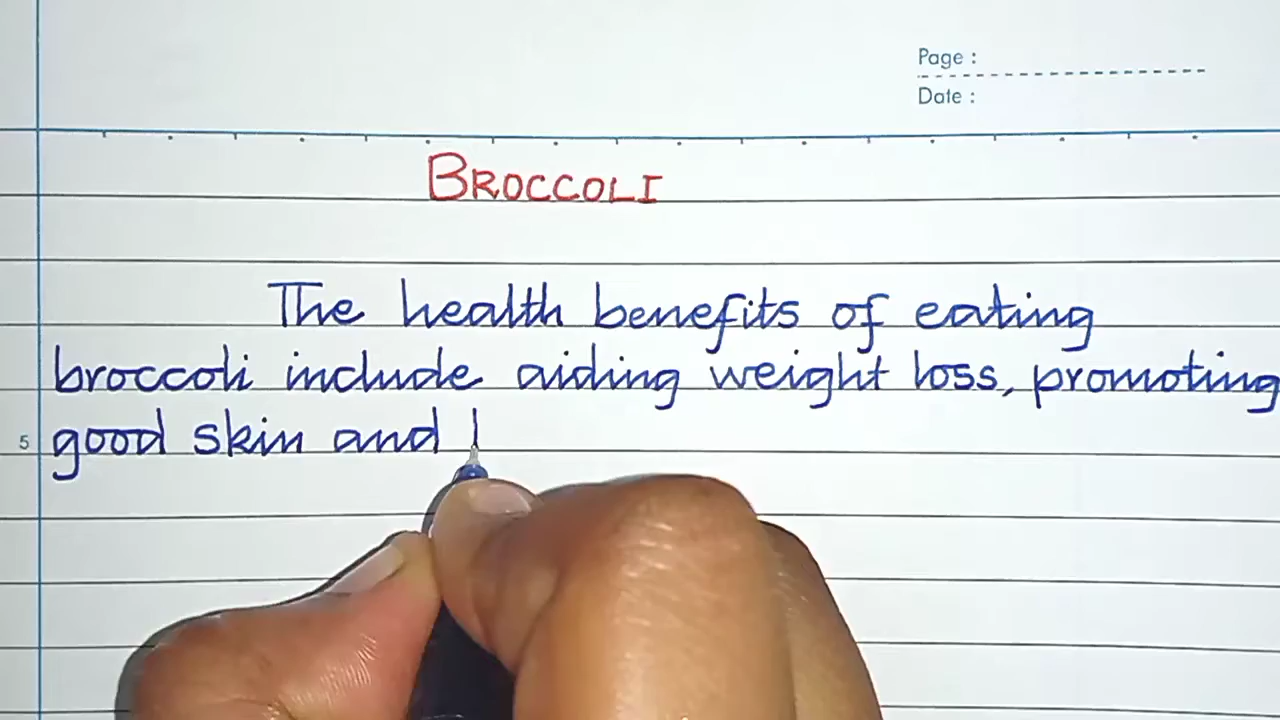 Page :
Date :
BROCCOLI
The health benefits of eating
broccoli include aiding weight loss, promoting
5 good skin and